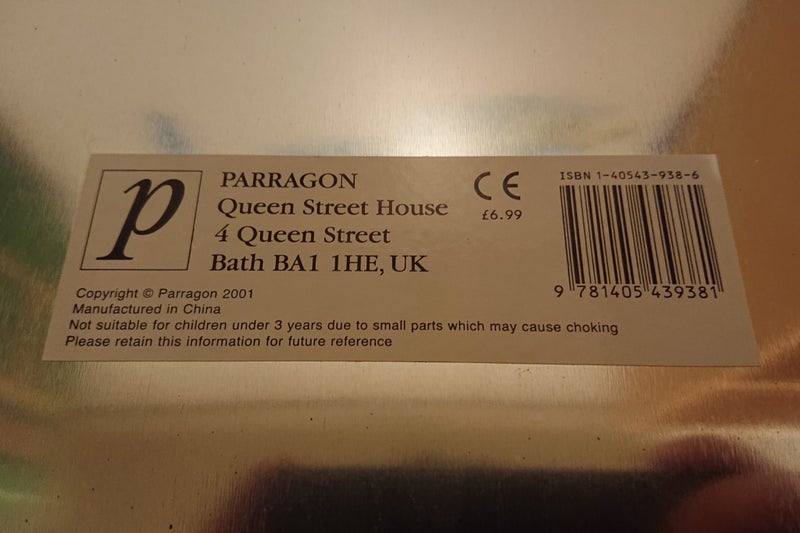 p
PARRAGON
Queen Street House
4 Queen Street
Bath BA1 1HE, UK
CE
£6.99
ISBN 1-40543-938-6
9 781405 439381
Copyright © Parragon 2001
Manufactured in China
Not suitable for children under 3 years due to small parts which may cause choking
Please retain this information for future reference